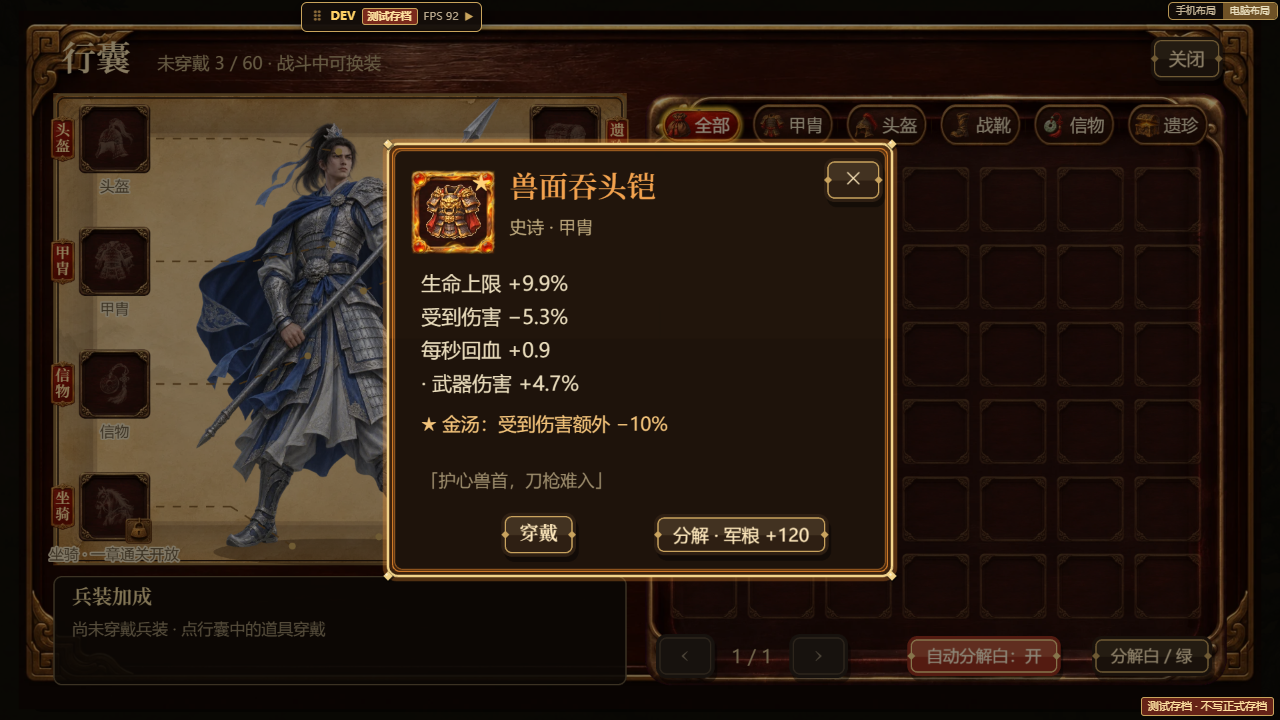 DEV 测试存档 FPS 92 ▶
手机布局 电脑布局
行囊
未穿戴 3 / 60 · 战斗中可换装
关闭
头盔
头盔
甲胄
甲胄
信物
信物
坐骑
坐骑 · 一章通关开放
全部 甲胄 头盔 战靴 信物 遗珍
兽面吞头铠
史诗 · 甲胄
生命上限 +9.9%
受到伤害 −5.3%
每秒回血 +0.9
· 武器伤害 +4.7%
★ 金汤：受到伤害额外 −10%
「护心兽首，刀枪难入」
穿戴
分解 · 军粮 +120
兵装加成
尚未穿戴兵装 · 点行囊中的道具穿戴
‹ 1 / 1 ›
自动分解白：开
分解白 / 绿
测试存档 · 不写正式存档